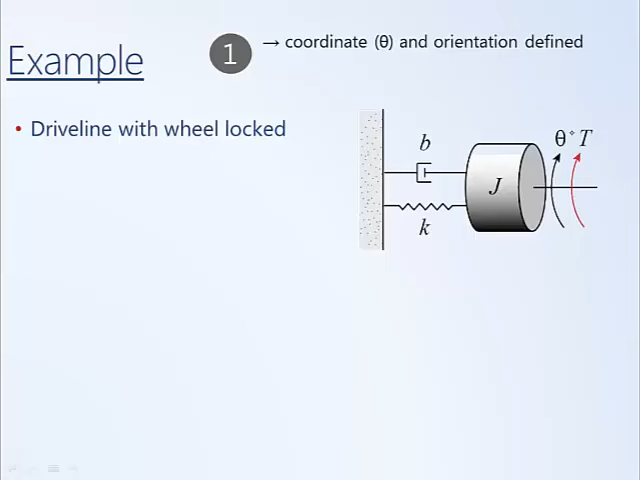 Example
1
→ coordinate (θ) and orientation defined
• Driveline with wheel locked
b
θ T
J
k